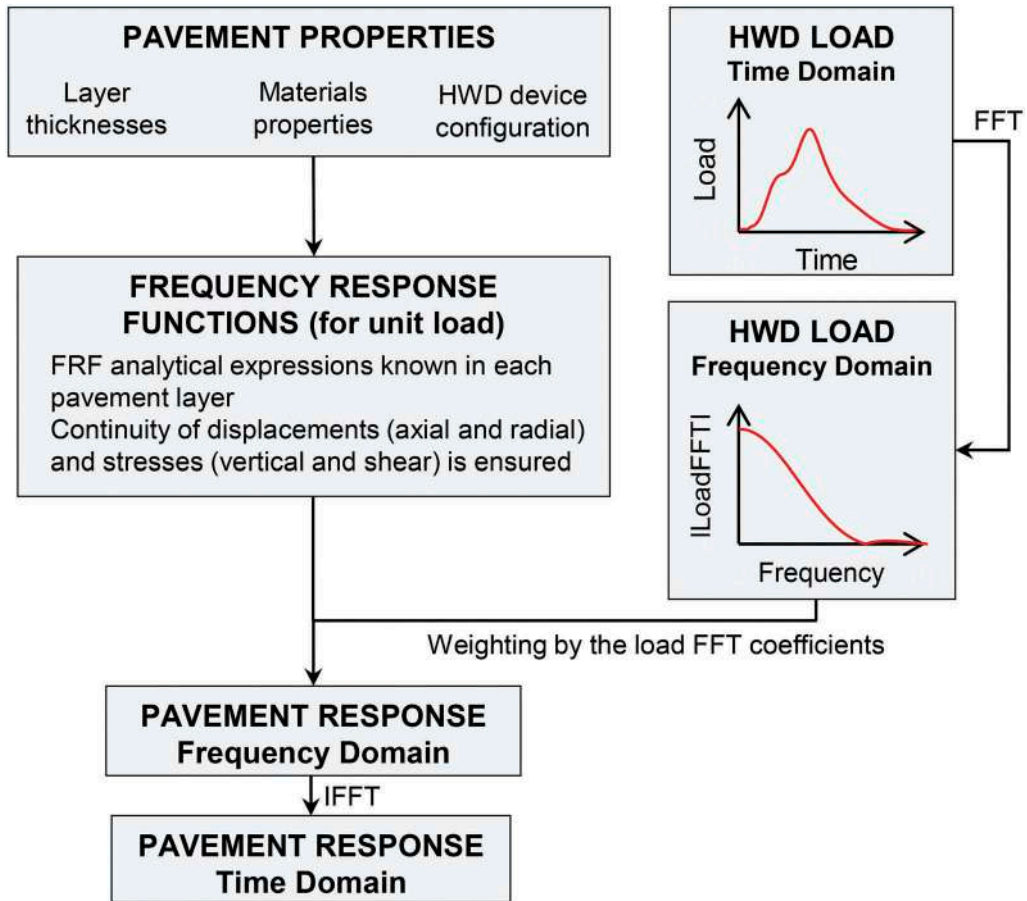 PAVEMENT PROPERTIES
Layer
thicknesses
Materials
properties
HWD device
configuration
FREQUENCY RESPONSE
FUNCTIONS (for unit load)
FRF analytical expressions known in each
pavement layer
Continuity of displacements (axial and radial)
and stresses (vertical and shear) is ensured
HWD LOAD
Time Domain
Load
Time
FFT
HWD LOAD
Frequency Domain
|LoadFFT|
Frequency
Weighting by the load FFT coefficients
PAVEMENT RESPONSE
Frequency Domain
IFFT
PAVEMENT RESPONSE
Time Domain